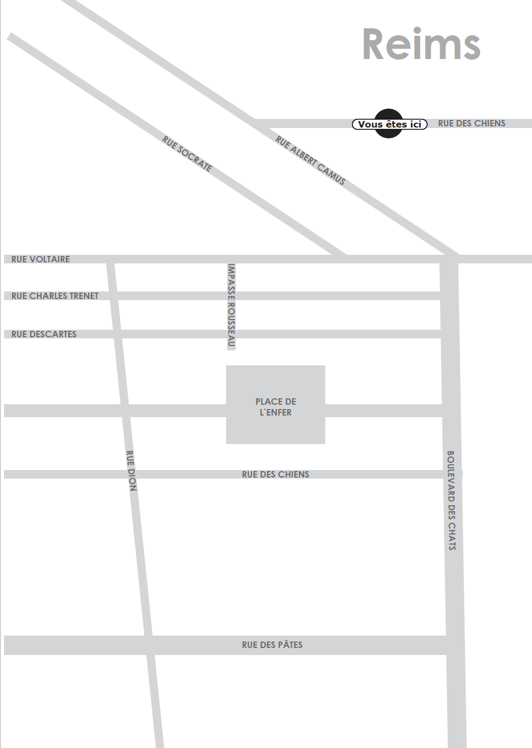 Reims
Vous êtes ici
RUE DES CHIENS
RUE SOCRATE
RUE ALBERT CAMUS
RUE VOLTAIRE
IMPASSE ROUSSEAU
RUE CHARLES TRENET
RUE DESCARTES
PLACE DE
L'ENFER
RUE DION
BOULEVARD DES CHATS
RUE DES CHIENS
RUE DES PÂTES